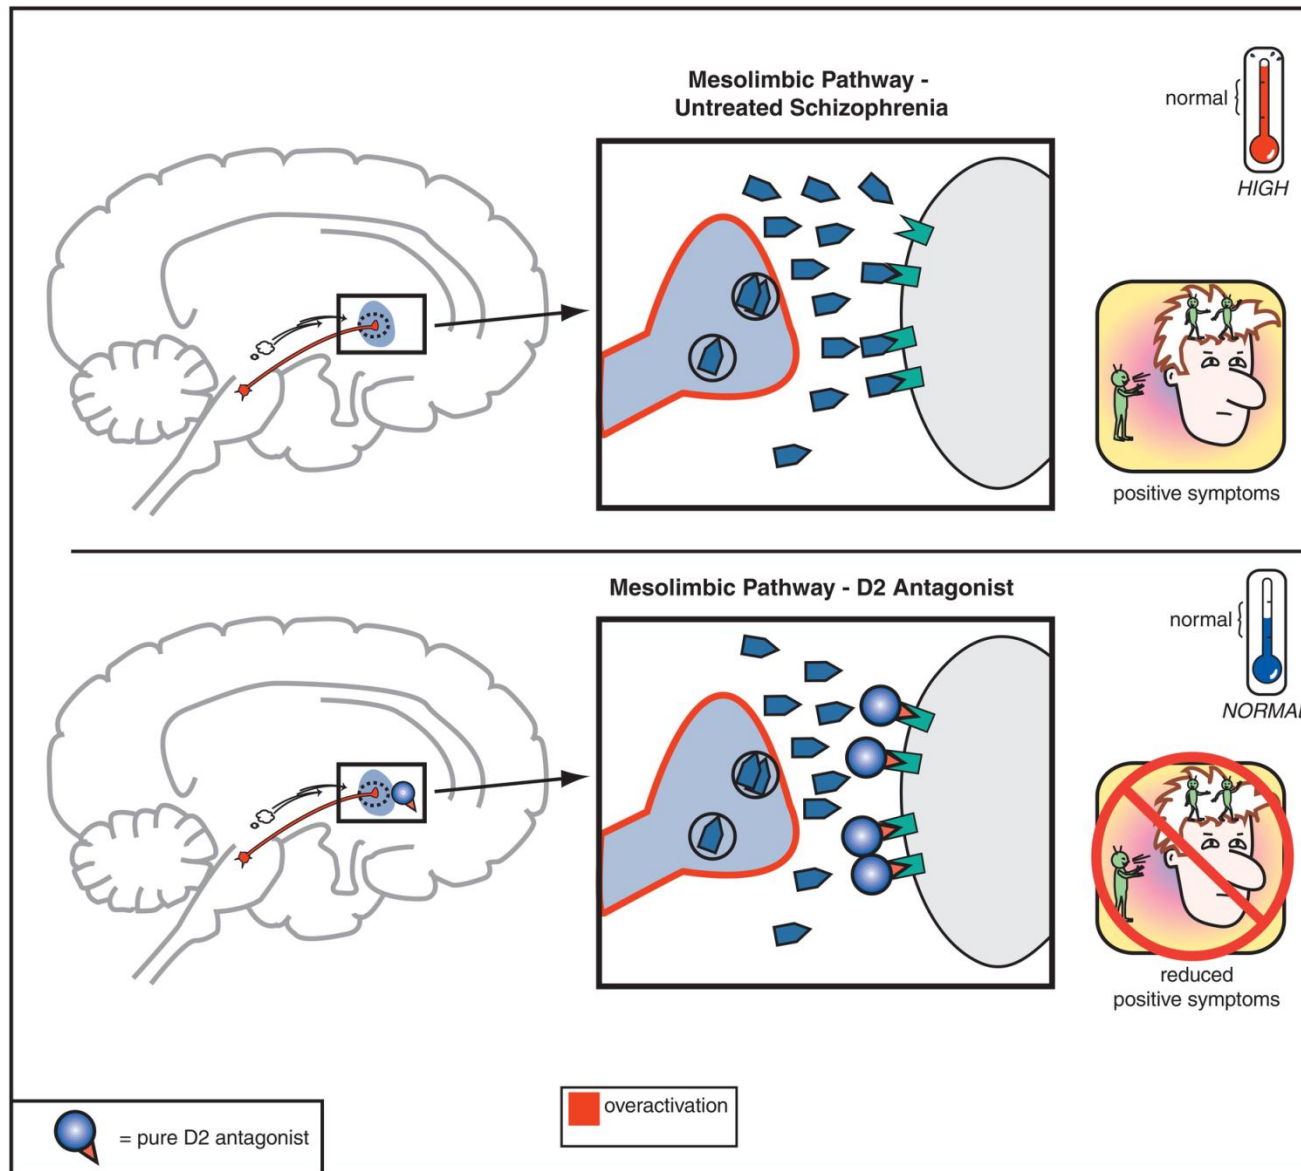 Mesolimbic Pathway -
Untreated Schizophrenia
normal
HIGH
positive symptoms
Mesolimbic Pathway - D2 Antagonist
normal
NORMAL
reduced
positive symptoms
= pure D2 antagonist
overactivation